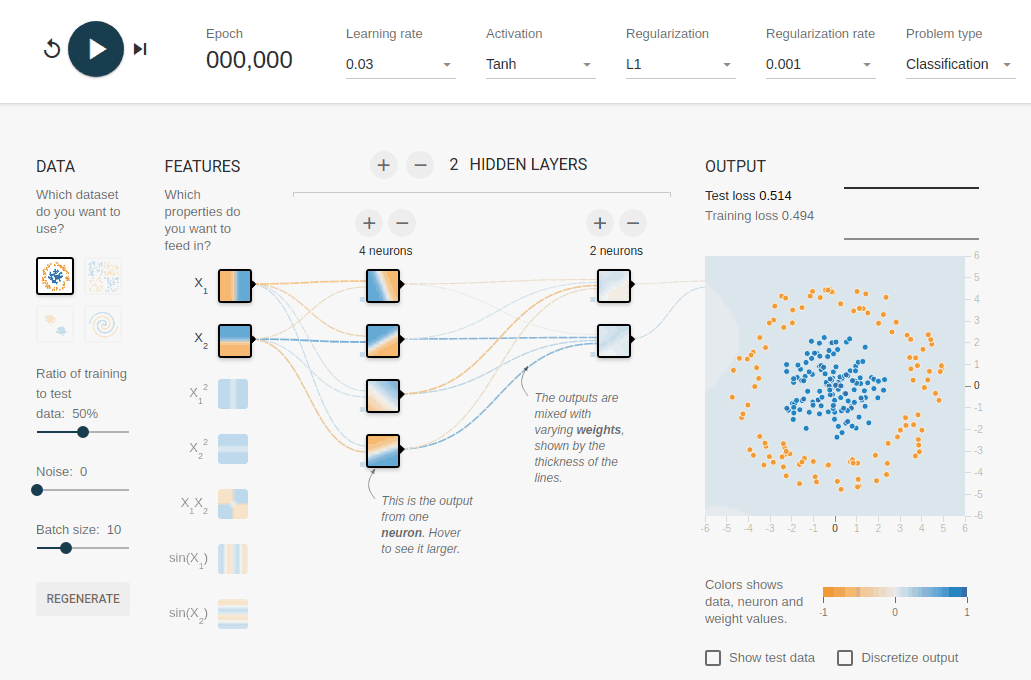 Epoch
000,000
Learning rate
0.03
Activation
Tanh
Regularization
L1
Regularization rate
0.001
Problem type
Classification
DATA
Which dataset
do you want to
use?
Ratio of training
to test
data: 50%
Noise: 0
Batch size: 10
REGENERATE
FEATURES
Which
properties do
you want to
feed in?
X1
X2
X1 2
X2 2
X1X2
sin(X1)
sin(X2)
+ − 2 HIDDEN LAYERS
+ −
4 neurons
+ −
2 neurons
The outputs are
mixed with
varying weights,
shown by the
thickness of the
lines.
This is the output
from one
neuron. Hover
to see it larger.
OUTPUT
Test loss 0.514
Training loss 0.494
6
5
4
3
2
1
0
-1
-2
-3
-4
-5
-6
-6 -5 -4 -3 -2 -1 0 1 2 3 4 5 6
Colors shows
data, neuron and
weight values.
-1 0 1
Show test data
Discretize output